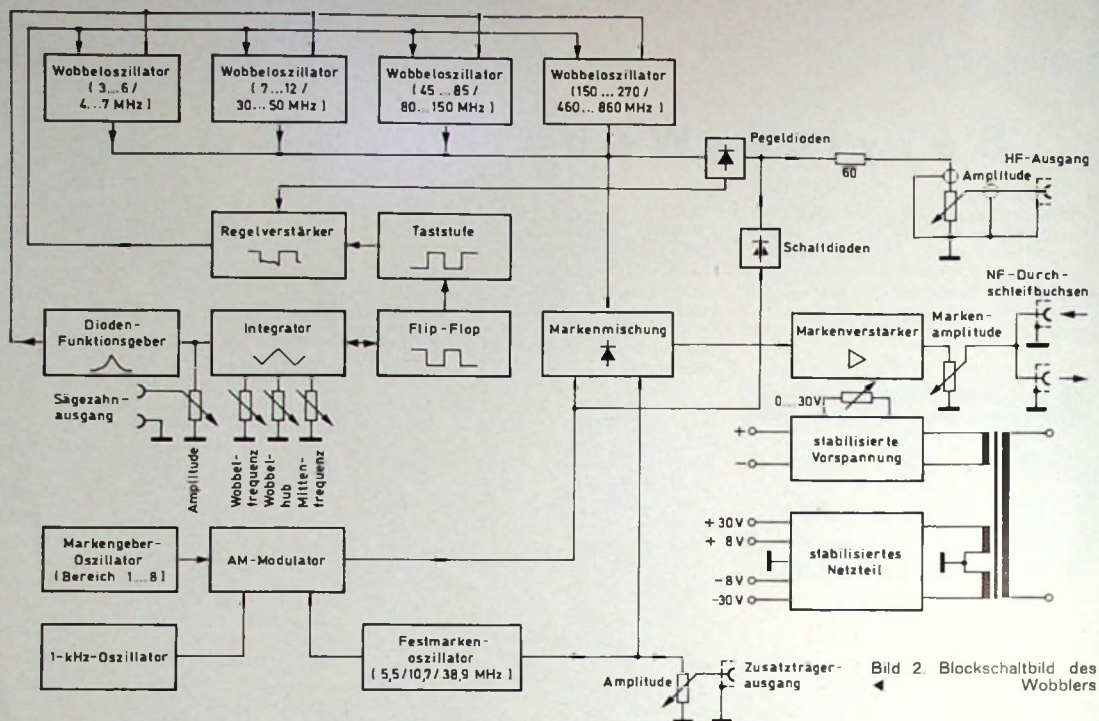 Wobbeloszillator
( 3...6 /
4...7 MHz )
Wobbeloszillator
( 7...12 /
30...50 MHz )
Wobbeloszillator
( 45 ... 85 /
80...150 MHz )
Wobbeloszillator
(150 ... 270 /
460...860 MHz )
Pegeldioden
60
HF-Ausgang
Amplitude
Regelverstärker
Taststufe
Schaltdioden
Dioden-
Funktionsgeber
Integrator
Flip-Flop
Markenmischung
Markenverstärker
Marken-
amplitude
NF-Durch-
schleifbuchsen
Sägezahn-
ausgang
Amplitude
Wobbel-
frequenz
Wobbel-
hub
Mitten-
frequenz
0...30V
+
−
stabilisierte
Vorspannung
Markengeber-
Oszillator
(Bereich 1...8)
AM-Modulator
+ 30 V
+ 8 V
− 8 V
−30 V
stabilisiertes
Netzteil
1-kHz-Oszillator
Festmarken-
oszillator
( 5,5/10,7/38,9 MHz )
Amplitude
Zusatzträger-
ausgang
Bild 2. Blockschaltbild des
◄ Wobblers